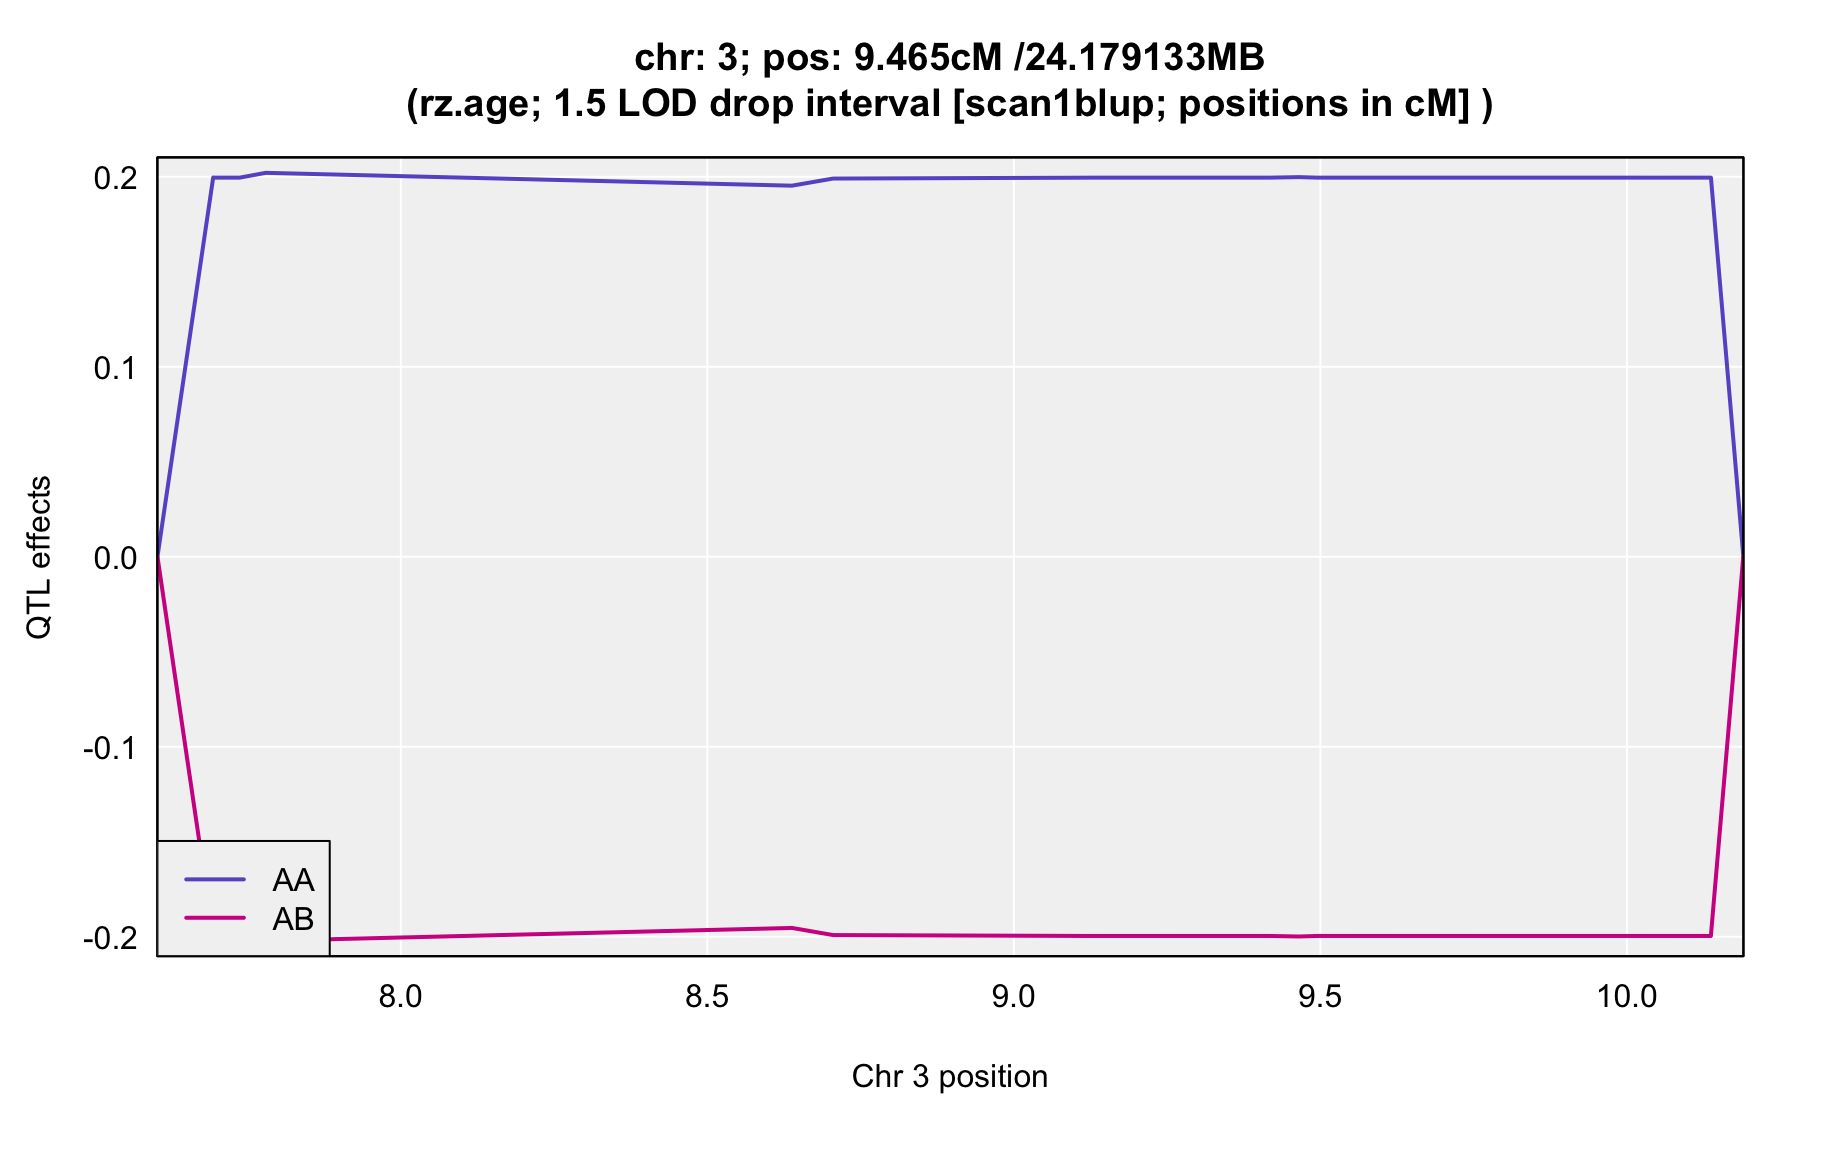 chr: 3; pos: 9.465cM /24.179133MB
(rz.age; 1.5 LOD drop interval [scan1blup; positions in cM] )
QTL effects
0.2
0.1
0.0
-0.1
-0.2
AA
AB
8.0 8.5 9.0 9.5 10.0
Chr 3 position